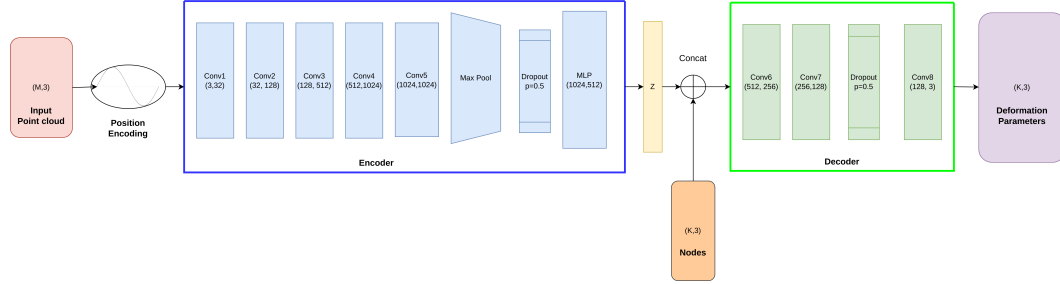 (M,3)
Input
Point cloud
Position
Encoding
Conv1
(3,32)
Conv2
(32, 128)
Conv3
(128, 512)
Conv4
(512,1024)
Conv5
(1024,1024)
Max Pool
Dropout
p=0.5
MLP
(1024,512)
Encoder
Z
Concat
(K,3)
Nodes
Conv6
(512, 256)
Conv7
(256,128)
Dropout
p=0.5
Conv8
(128, 3)
Decoder
(K,3)
Deformation
Parameters